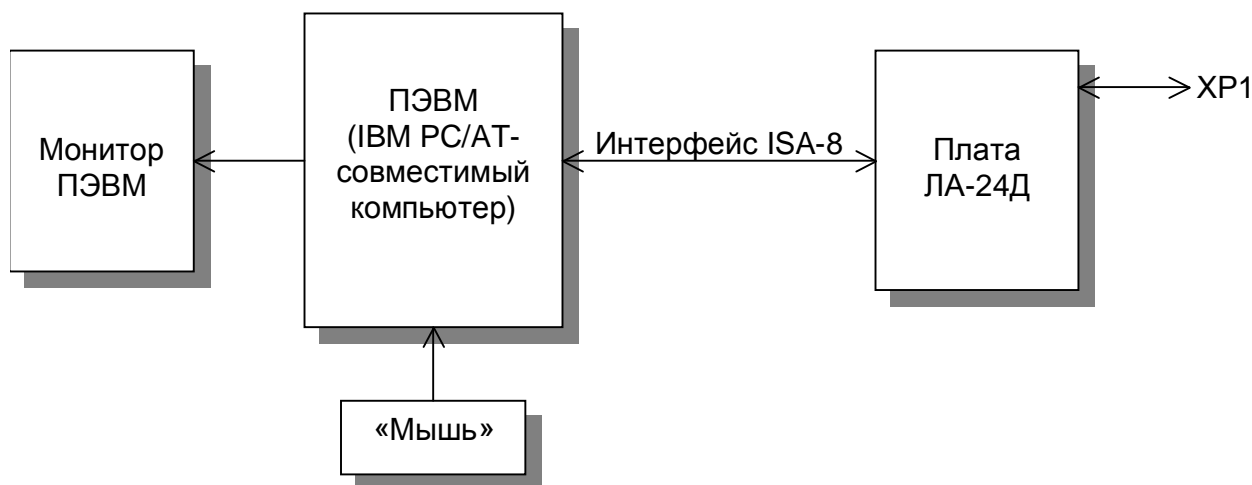 Монитор
ПЭВМ
ПЭВМ
(IBM PC/AT-
совместимый
компьютер)
Интерфейс ISA-8
Плата
ЛА-24Д
XP1
«Мышь»